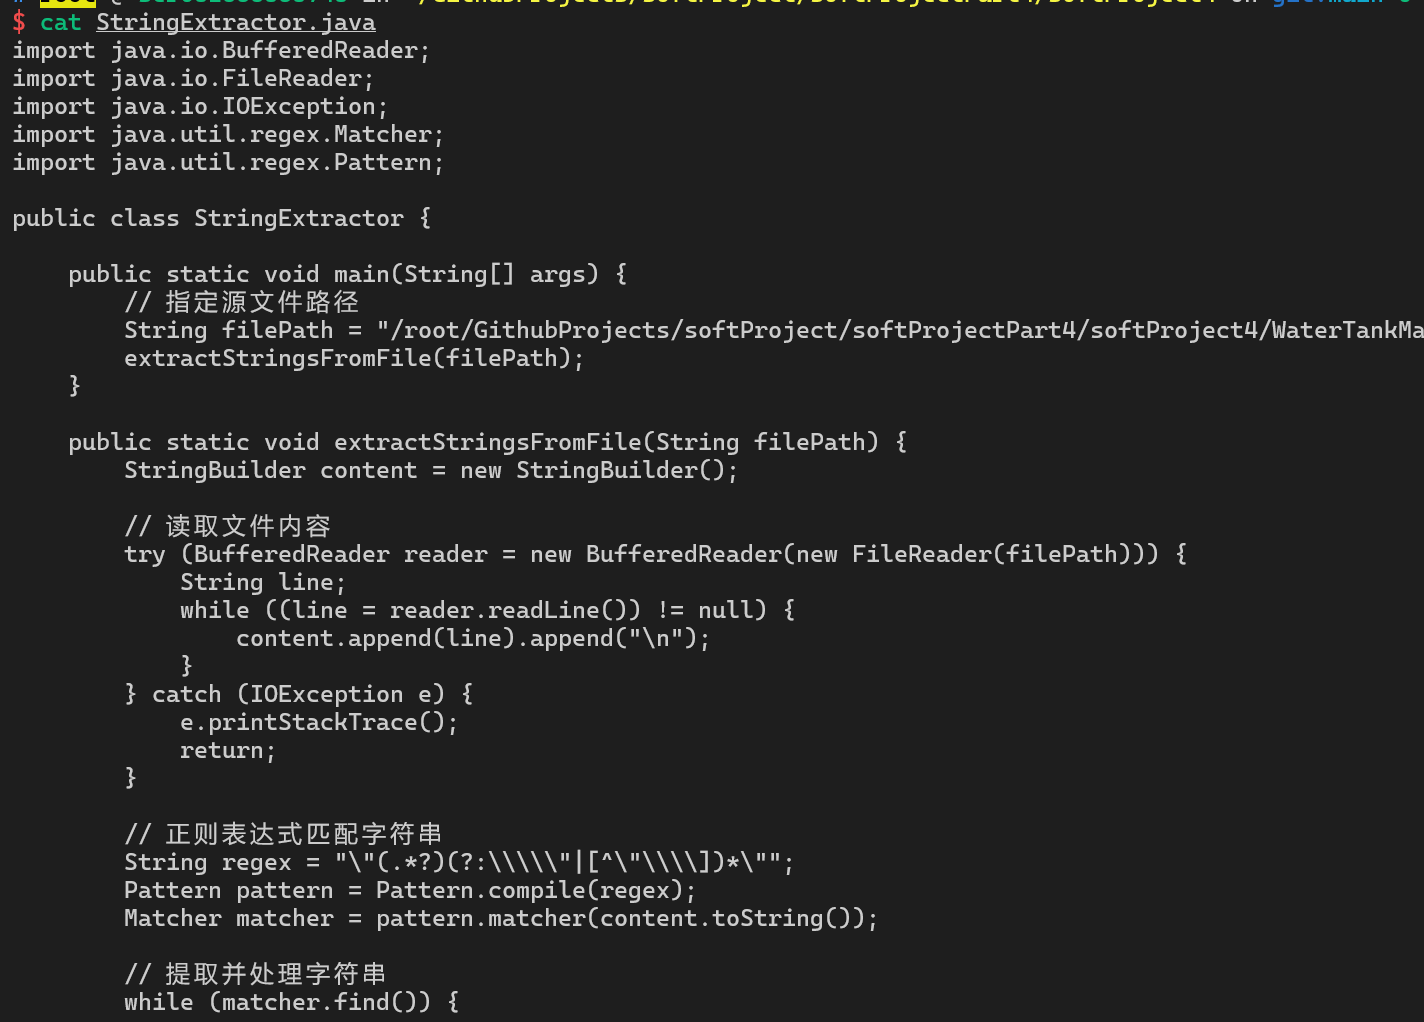 $ cat StringExtractor.java
import java.io.BufferedReader;
import java.io.FileReader;
import java.io.IOException;
import java.util.regex.Matcher;
import java.util.regex.Pattern;
public class StringExtractor {
public static void main(String[] args) {
// 指定源文件路径
String filePath = "/root/GithubProjects/softProject/softProjectPart4/softProject4/WaterTankMa
extractStringsFromFile(filePath);
}
public static void extractStringsFromFile(String filePath) {
StringBuilder content = new StringBuilder();
// 读取文件内容
try (BufferedReader reader = new BufferedReader(new FileReader(filePath))) {
String line;
while ((line = reader.readLine()) != null) {
content.append(line).append("\n");
}
} catch (IOException e) {
e.printStackTrace();
return;
}
// 正则表达式匹配字符串
String regex = "\"(.*?)(?:\\\\\"|[^\"\\\\])*\"";
Pattern pattern = Pattern.compile(regex);
Matcher matcher = pattern.matcher(content.toString());
// 提取并处理字符串
while (matcher.find()) {